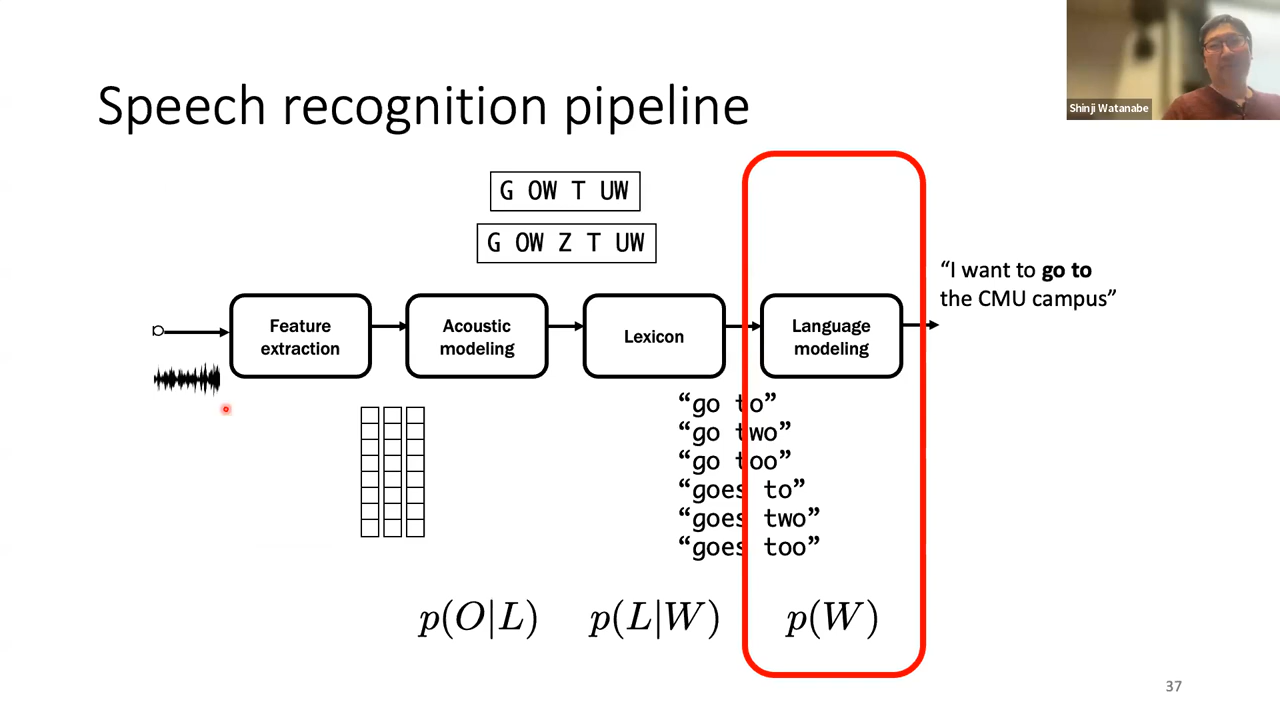 Shinji Watanabe
Speech recognition pipeline
G OW T UW
G OW Z T UW
“I want to go to
the CMU campus”
Feature
extraction
Acoustic
modeling
Lexicon
Language
modeling
“go to”
“go two”
“go too”
“goes to”
“goes two”
“goes too”
p(O|L)
p(L|W)
p(W)
37